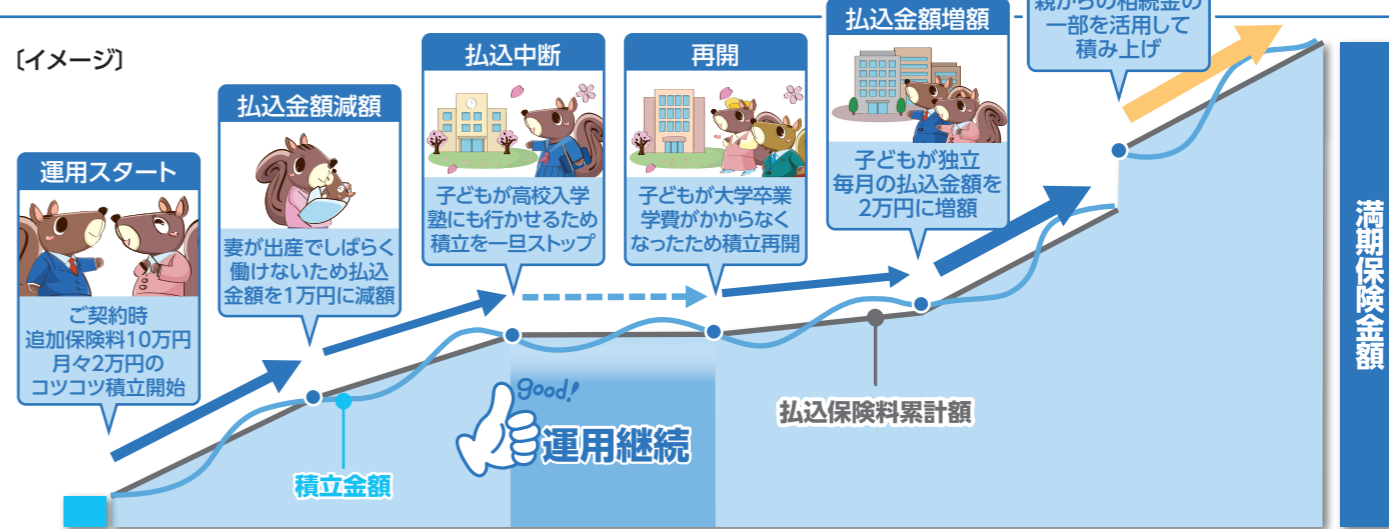 〔イメージ〕
運用スタート
ご契約時
追加保険料10万円
月々2万円の
コツコツ積立開始
払込金額減額
妻が出産でしばらく
働けないため払込
金額を1万円に減額
払込中断
子どもが高校入学
塾にも行かせるため
積立を一旦ストップ
再開
子どもが大学卒業
学費がかからなく
なったため積立再開
払込金額増額
子どもが独立
毎月の払込金額を
2万円に増額
親からの相続金の
一部を活用して
積み上げ
good!
運用継続
積立金額
払込保険料累計額
満期保険金額